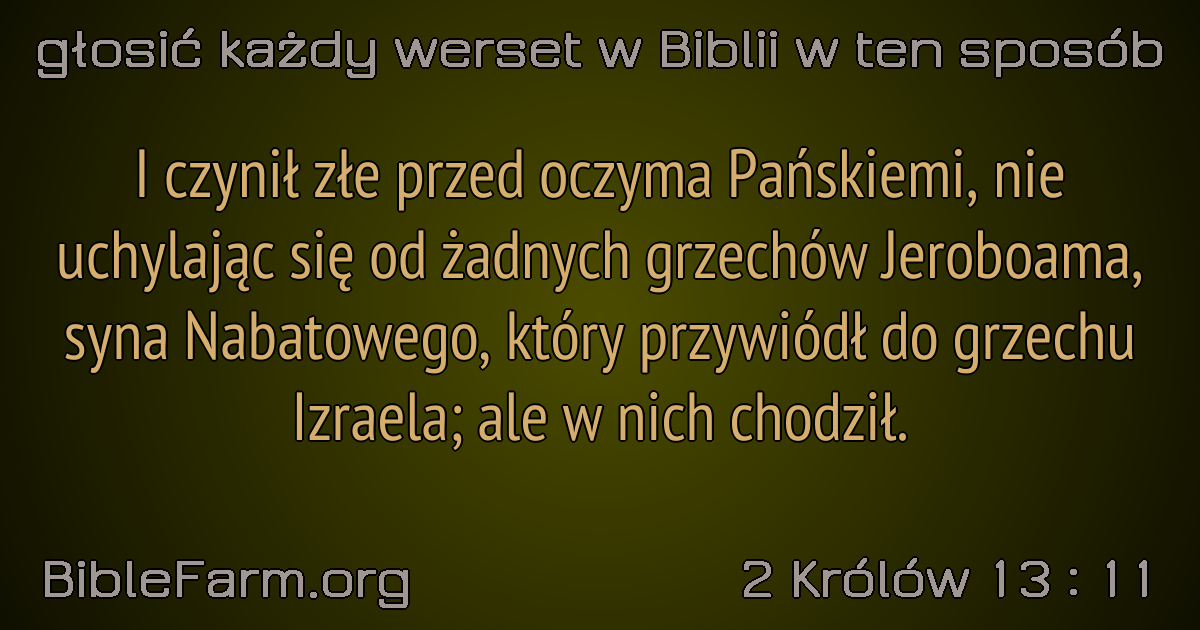 głosić każdy werset w Biblii w ten sposób
I czynił złe przed oczyma Pańskiemi, nie
uchylając się od żadnych grzechów Jeroboama,
syna Nabatowego, który przywiódł do grzechu
Izraela; ale w nich chodził.
BibleFarm.org
2 Królów 13 : 11